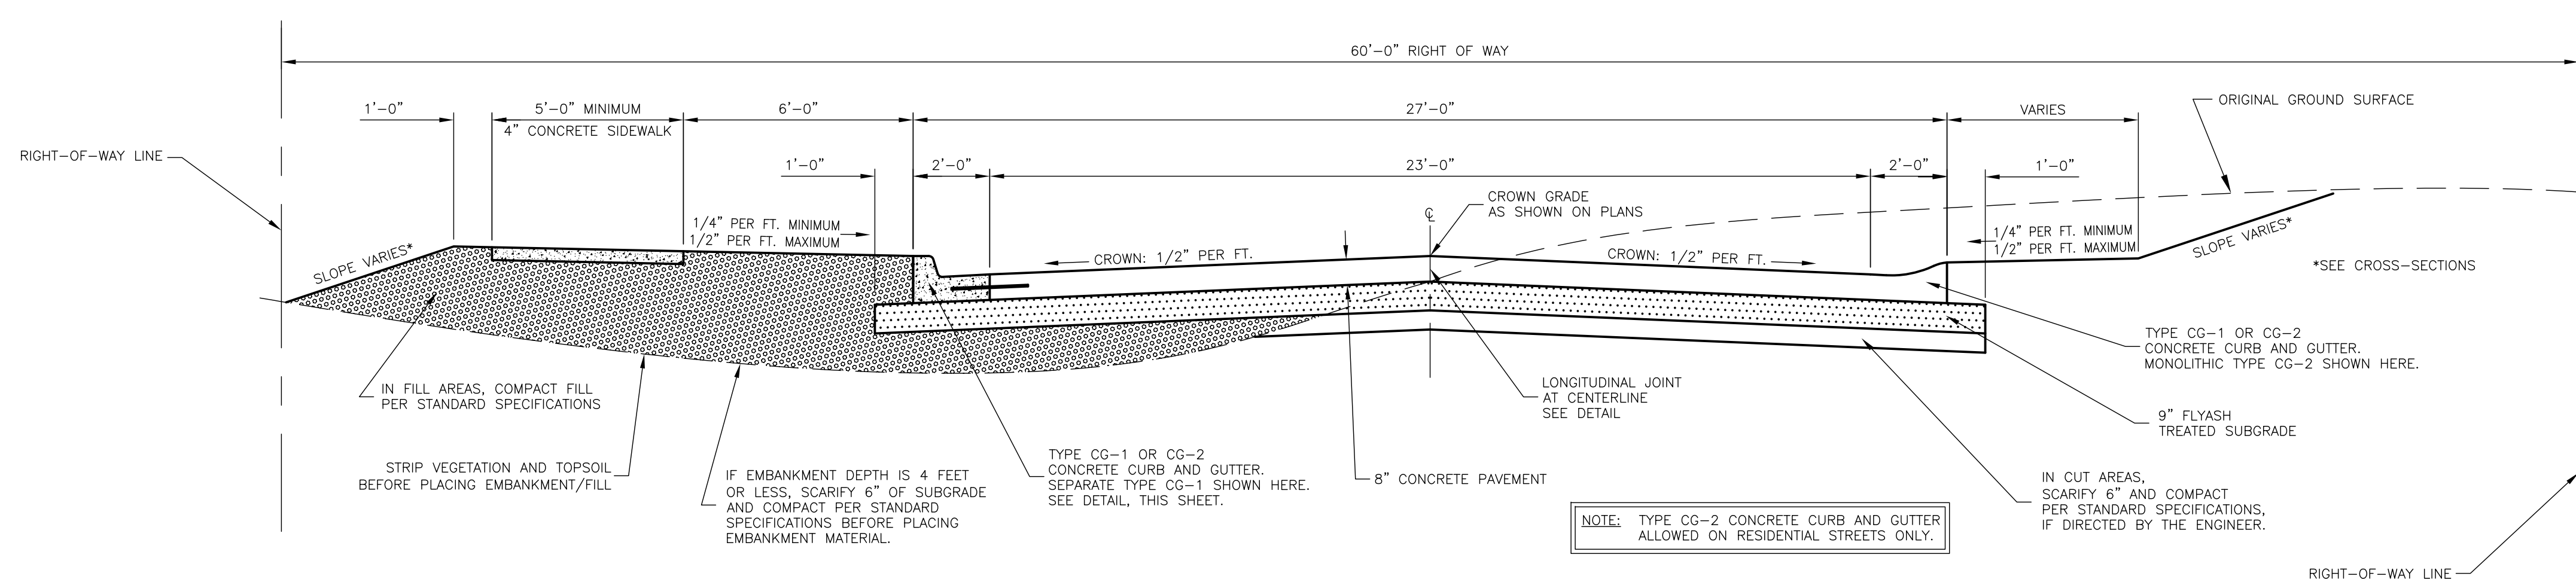 60'-0" RIGHT OF WAY
1'-0"
5'-0" MINIMUM
4" CONCRETE SIDEWALK
6'-0"
27'-0"
VARIES
ORIGINAL GROUND SURFACE
RIGHT-OF-WAY LINE
1'-0"
2'-0"
23'-0"
2'-0"
1'-0"
CROWN GRADE
AS SHOWN ON PLANS
℄
1/4" PER FT. MINIMUM
1/2" PER FT. MAXIMUM
1/4" PER FT. MINIMUM
1/2" PER FT. MAXIMUM
SLOPE VARIES*
CROWN: 1/2" PER FT.
CROWN: 1/2" PER FT.
SLOPE VARIES*
*SEE CROSS-SECTIONS
TYPE CG-1 OR CG-2
CONCRETE CURB AND GUTTER.
MONOLITHIC TYPE CG-2 SHOWN HERE.
IN FILL AREAS, COMPACT FILL
PER STANDARD SPECIFICATIONS
LONGITUDINAL JOINT
AT CENTERLINE
SEE DETAIL
9" FLYASH
TREATED SUBGRADE
STRIP VEGETATION AND TOPSOIL
BEFORE PLACING EMBANKMENT/FILL
IF EMBANKMENT DEPTH IS 4 FEET
OR LESS, SCARIFY 6" OF SUBGRADE
AND COMPACT PER STANDARD
SPECIFICATIONS BEFORE PLACING
EMBANKMENT MATERIAL.
TYPE CG-1 OR CG-2
CONCRETE CURB AND GUTTER.
SEPARATE TYPE CG-1 SHOWN HERE.
SEE DETAIL, THIS SHEET.
8" CONCRETE PAVEMENT
IN CUT AREAS,
SCARIFY 6" AND COMPACT
PER STANDARD SPECIFICATIONS,
IF DIRECTED BY THE ENGINEER.
NOTE: TYPE CG-2 CONCRETE CURB AND GUTTER
ALLOWED ON RESIDENTIAL STREETS ONLY.
RIGHT-OF-WAY LINE